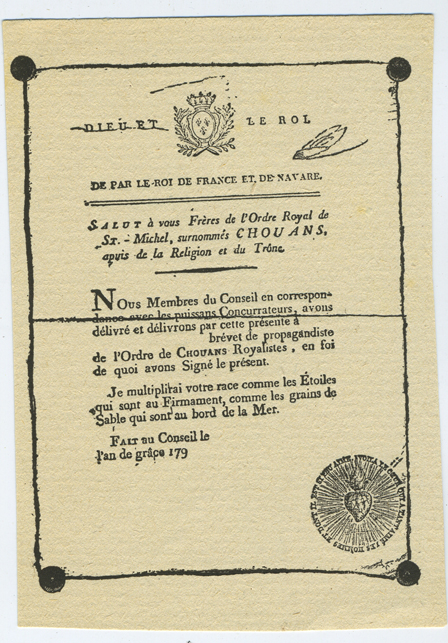 DIEU ET LE ROI
DE PAR LE ROI DE FRANCE ET, DE NAVARE.
SALUT à vous Frères de l'Ordre Royal de
St. - Michel, surnommés CHOUANS,
apuis de la Religion et du Trône
NOUS Membres du Conseil en correspon-
dance avec les puissans Concurrateurs, avons
délivré et délivrons par cette présente à
brévet de propagandiste
de l'Ordre de CHOUANS Royalistes, en foi
de quoi avons Signé le présent.
Je multiplirai votre race comme les Étoiles
qui sont au Firmament, comme les grains de
Sable qui sont au bord de la Mer.
FAIT au Conseil le
l'an de grâce 179